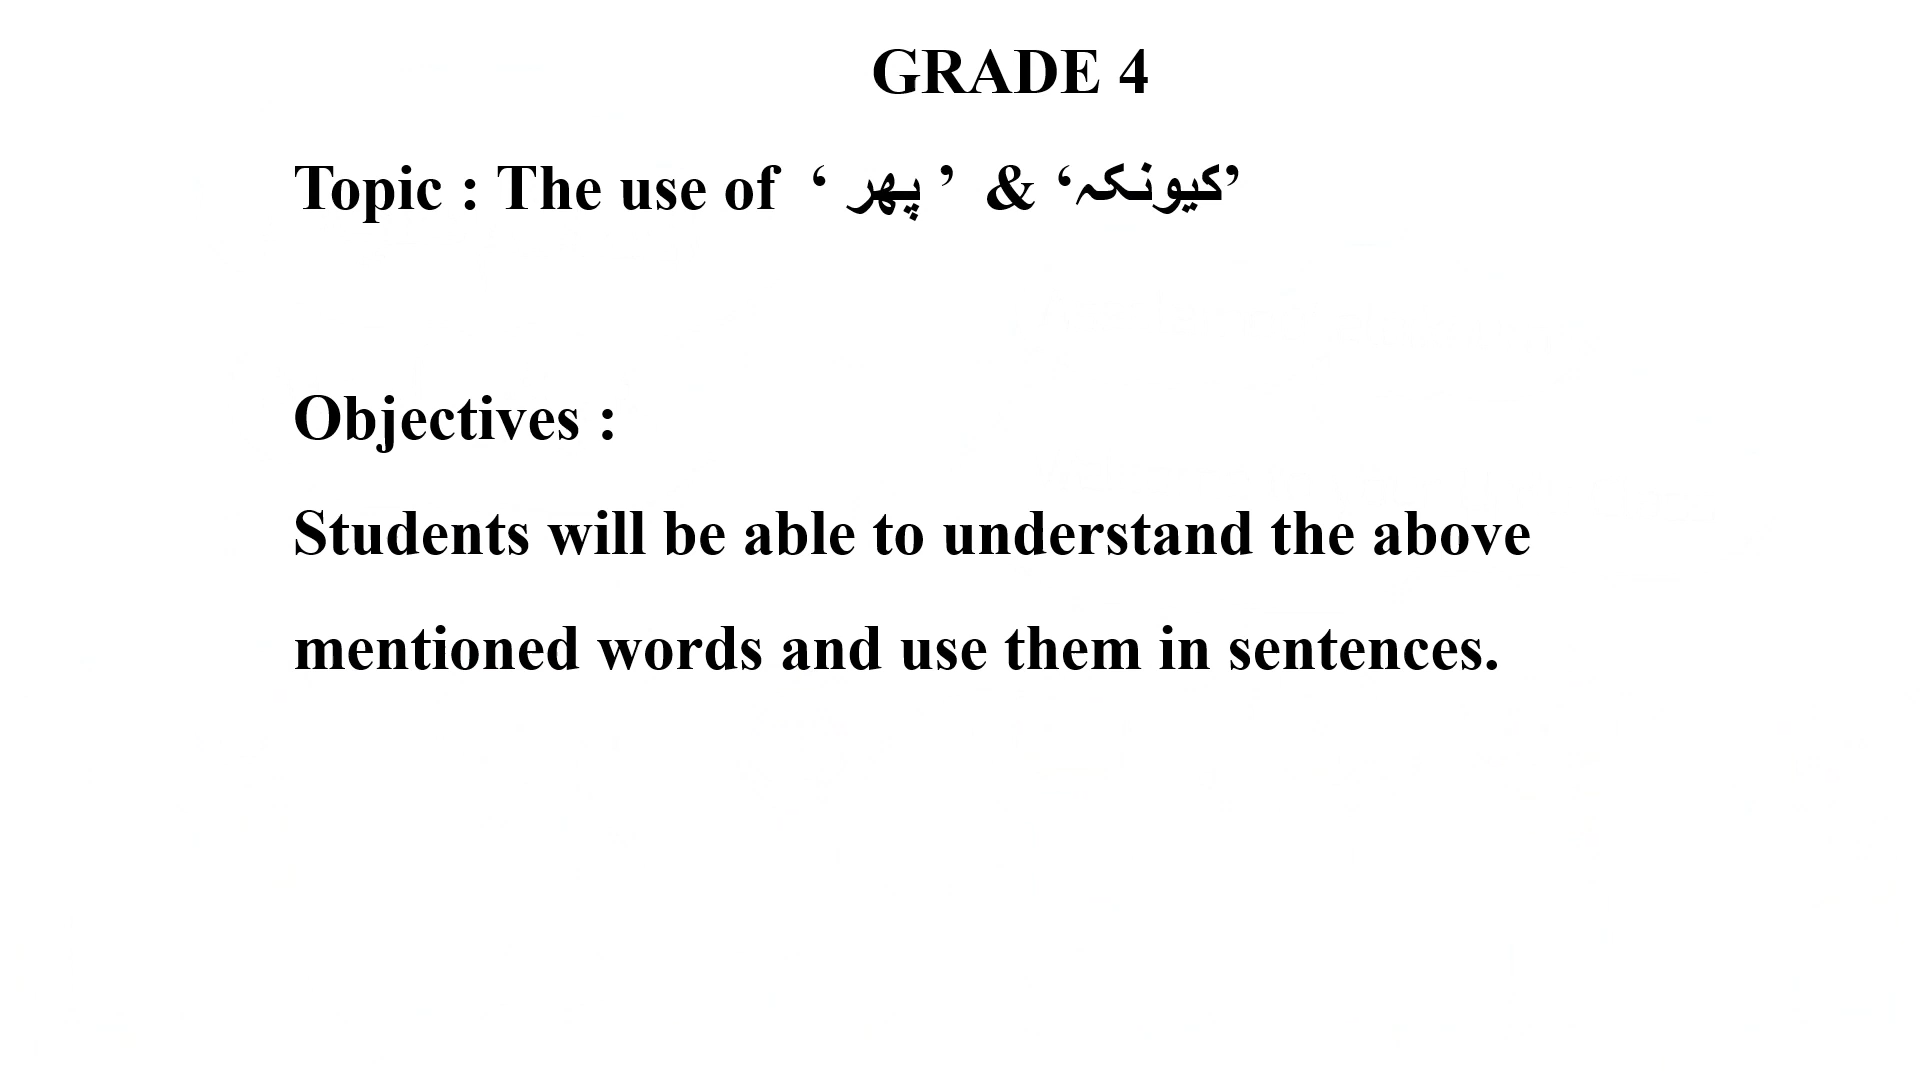 GRADE 4
Topic : The use of ‘ پھر ’ & ‘کیونکہ’
Objectives :
Students will be able to understand the above
mentioned words and use them in sentences.